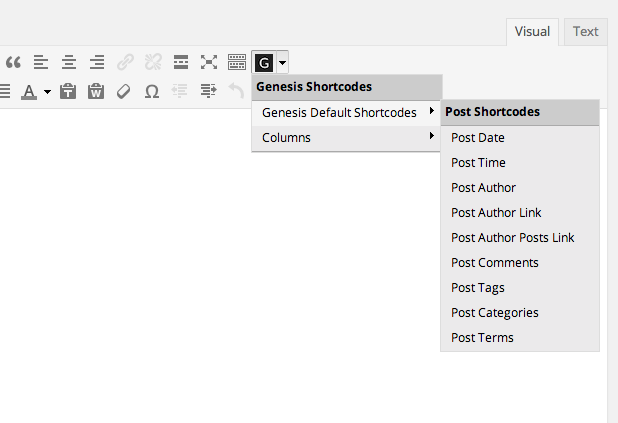 Visual
Text
G
A
T
W
Ω
Genesis Shortcodes
Genesis Default Shortcodes
Columns
Post Shortcodes
Post Date
Post Time
Post Author
Post Author Link
Post Author Posts Link
Post Comments
Post Tags
Post Categories
Post Terms